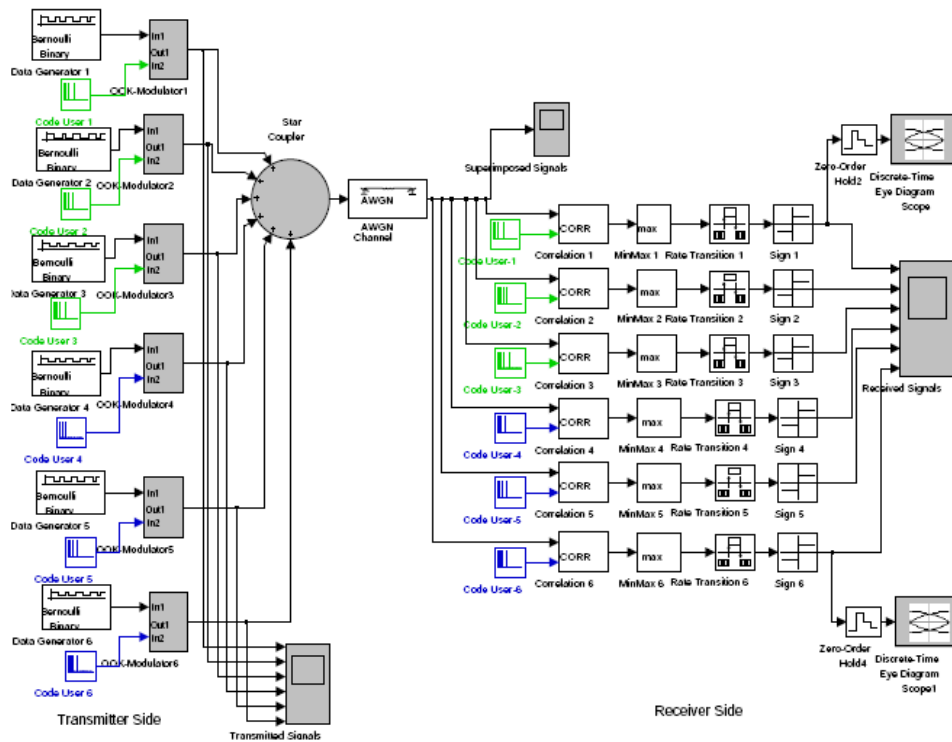 Bernoulli
Binary
Data Generator 1
In1
Out1
In2
OOK-Modulator1
Code User 1
Bernoulli
Binary
Data Generator 2
In1
Out1
In2
OOK-Modulator2
Code User 2
Bernoulli
Binary
Data Generator 3
In1
Out1
In2
OOK-Modulator3
Code User 3
Bernoulli
Binary
Data Generator 4
In1
Out1
In2
OOK-Modulator4
Code User 4
Bernoulli
Binary
Data Generator 5
In1
Out1
In2
OOK-Modulator5
Code User 5
Bernoulli
Binary
Data Generator 6
In1
Out1
In2
OOK-Modulator6
Code User 6
Transmitter Side
Transmitted Signals
Star
Coupler
AWGN
AWGN
Channel
Superimposed Signals
Code User-1
CORR
Correlation 1
max
MinMax 1
Rate Transition 1
Sign 1
Code User-2
CORR
Correlation 2
max
MinMax 2
Rate Transition 2
Sign 2
Code User-3
CORR
Correlation 3
max
MinMax 3
Rate Transition 3
Sign 3
Code User-4
CORR
Correlation 4
max
MinMax 4
Rate Transition 4
Sign 4
Code User-5
CORR
Correlation 5
max
MinMax 5
Rate Transition 5
Sign 5
Code User-6
CORR
Correlation 6
max
MinMax 6
Rate Transition 6
Sign 6
Zero-Order
Hold2
Discrete-Time
Eye Diagram
Scope
Received Signals
Zero-Order
Hold4
Discrete-Time
Eye Diagram
Scope1
Receiver Side